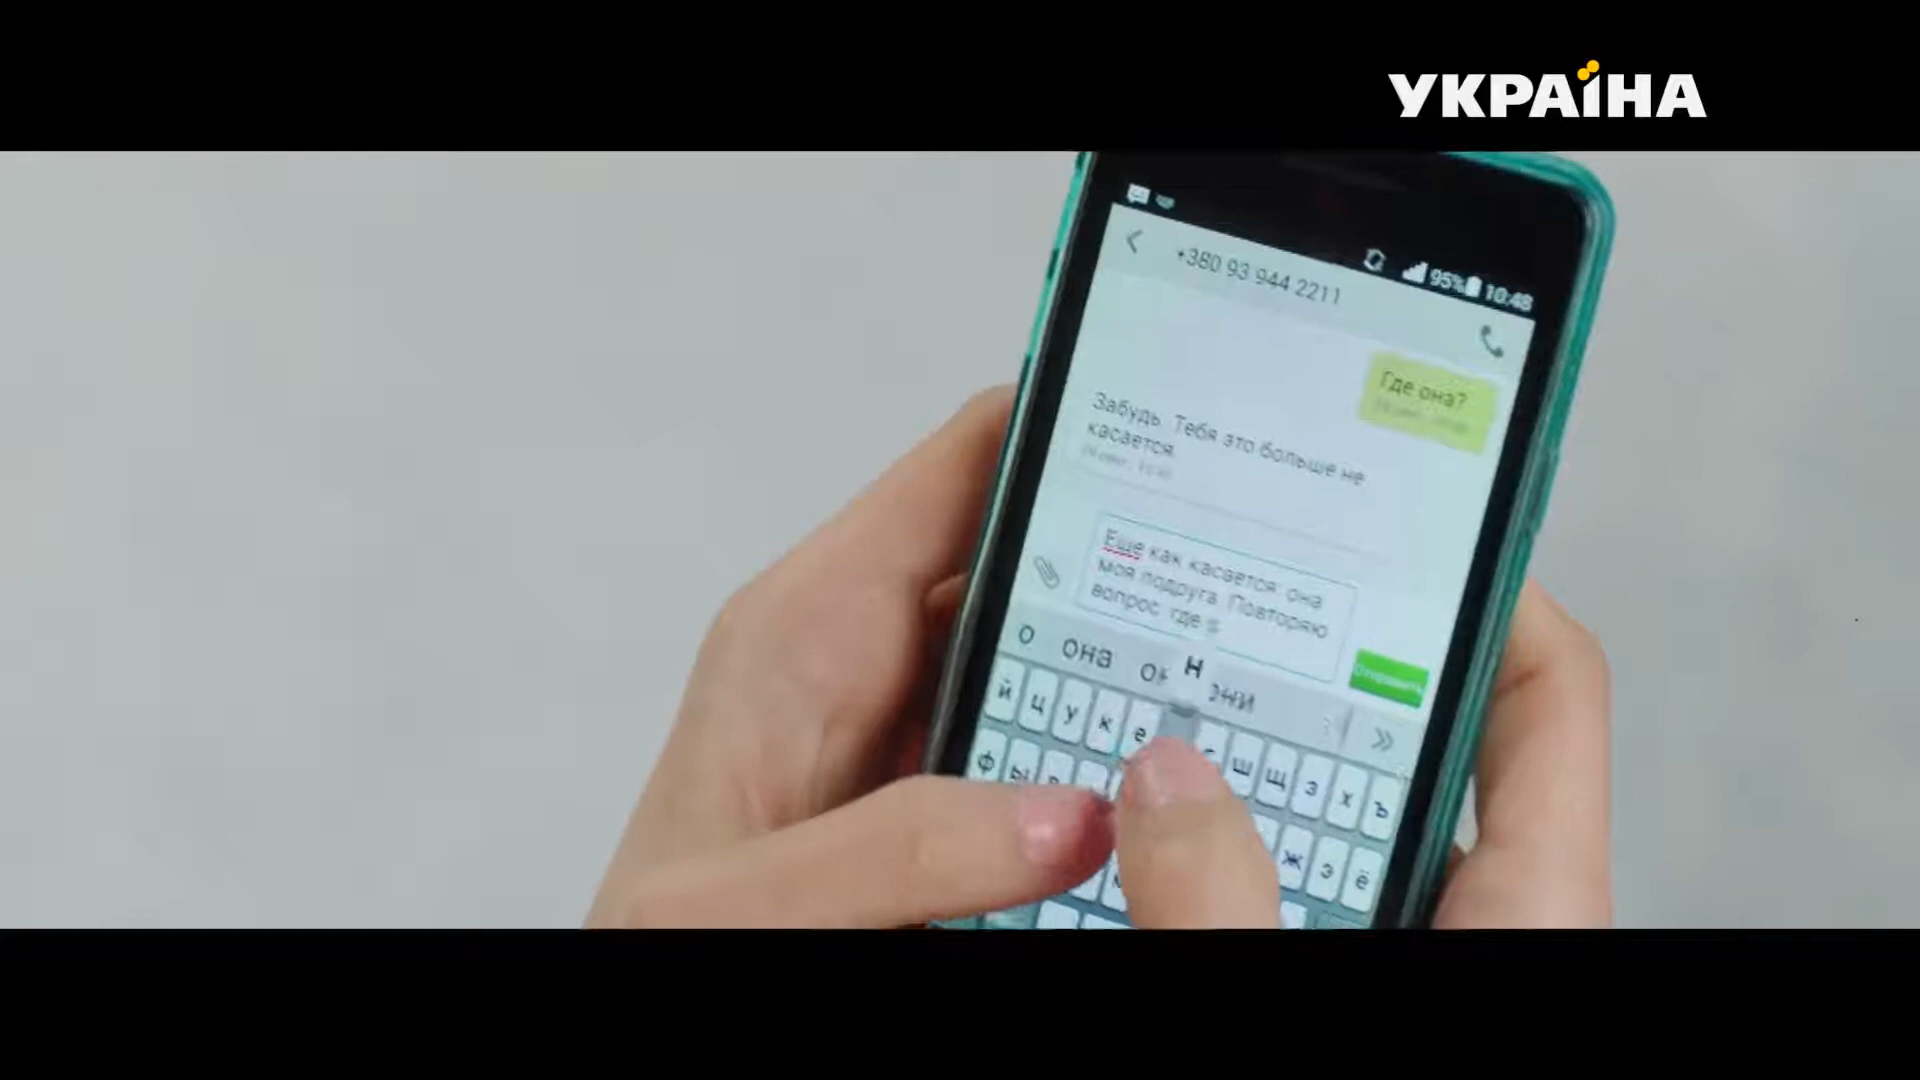 УКРАЇНА
95% 10:48
+380 93 944 2211
Где она?
Забудь. Тебя это больше не
касается.
Еще как касается: она
моя подруга. Повторяю
вопрос: где
о она
н
й ц у к е ш щ з х ъ
ф ы ж э ё